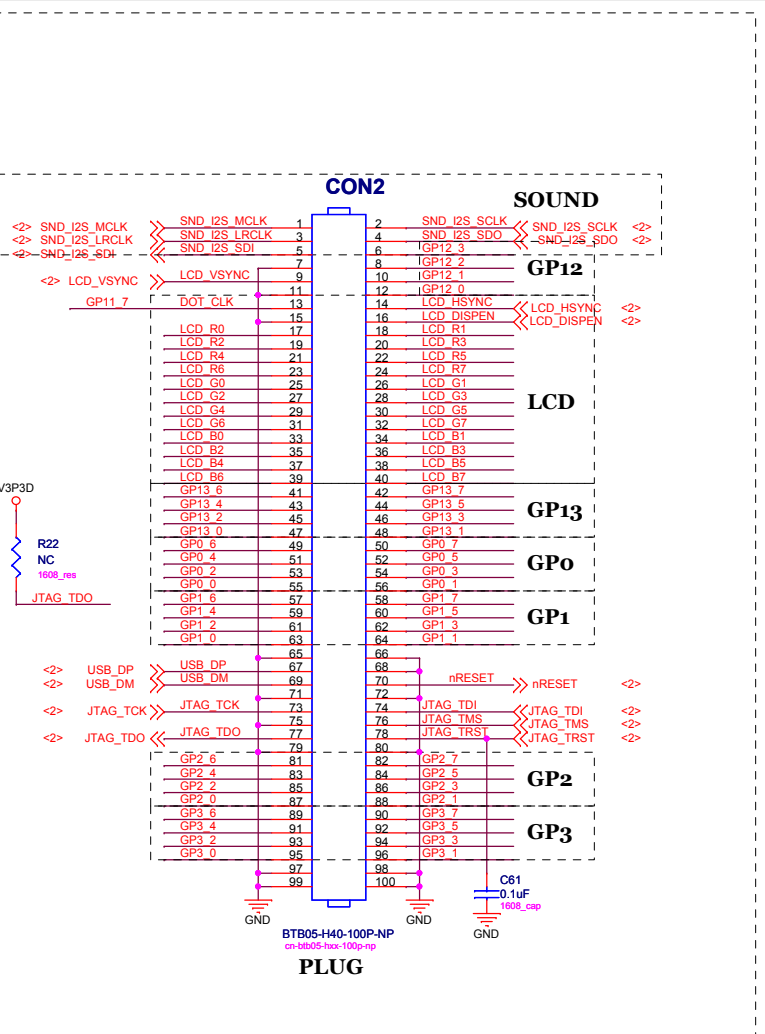 CON2
SOUND
<2> SND_I2S_MCLK SND_I2S_MCLK 1 2 SND_I2S_SCLK SND_I2S_SCLK <2>
<2> SND_I2S_LRCLK SND_I2S_LRCLK 3 4 SND_I2S_SDO SND_I2S_SDO <2>
<2> SND_I2S_SDI SND_I2S_SDI 5 6 GP12_3
7 8 GP12_2 GP12
<2> LCD_VSYNC LCD_VSYNC 9 10 GP12_1
11 12 GP12_0
GP11_7 DOT_CLK 13 14 LCD_HSYNC LCD_HSYNC <2>
15 16 LCD_DISPEN LCD_DISPEN <2>
LCD_R0 17 18 LCD_R1
LCD_R2 19 20 LCD_R3
LCD_R4 21 22 LCD_R5
LCD_R6 23 24 LCD_R7
LCD_G0 25 26 LCD_G1
LCD_G2 27 28 LCD_G3 LCD
LCD_G4 29 30 LCD_G5
LCD_G6 31 32 LCD_G7
LCD_B0 33 34 LCD_B1
LCD_B2 35 36 LCD_B3
LCD_B4 37 38 LCD_B5
LCD_B6 39 40 LCD_B7
V3P3D GP13_6 41 42 GP13_7
GP13_4 43 44 GP13_5 GP13
GP13_2 45 46 GP13_3
GP13_0 47 48 GP13_1
R22 GP0_6 49 50 GP0_7
NC GP0_4 51 52 GP0_5 GP0
1608_res GP0_2 53 54 GP0_3
GP0_0 55 56 GP0_1
JTAG_TDO GP1_6 57 58 GP1_7
GP1_4 59 60 GP1_5 GP1
GP1_2 61 62 GP1_3
GP1_0 63 64 GP1_1
65 66
<2> USB_DP USB_DP 67 68
<2> USB_DM USB_DM 69 70 nRESET nRESET <2>
71 72
<2> JTAG_TCK JTAG_TCK 73 74 JTAG_TDI JTAG_TDI <2>
75 76 JTAG_TMS JTAG_TMS <2>
<2> JTAG_TDO JTAG_TDO 77 78 JTAG_TRST JTAG_TRST <2>
79 80
GP2_6 81 82 GP2_7
GP2_4 83 84 GP2_5 GP2
GP2_2 85 86 GP2_3
GP2_0 87 88 GP2_1
GP3_6 89 90 GP3_7
GP3_4 91 92 GP3_5 GP3
GP3_2 93 94 GP3_3
GP3_0 95 96 GP3_1
97 98
99 100 C61
0.1uF
1608_cap
GND GND GND
BTB05-H40-100P-NP
cn-btb05-hxx-100p-np
PLUG